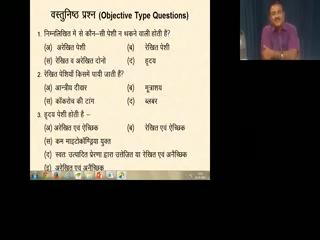 वस्तुनिष्ठ प्रश्न (Objective Type Questions)
1. निम्नलिखित में से कौन-सी पेशी न थकने वाली होती है?
(अ) अरेखित पेशी (ब) रेखित पेशी
(स) रेखित व अरेखित दोनों (द) हृदय
2. रेखित पेशियाँ किसमें पायी जाती हैं?
(अ) आन्त्रीय दीवार (ब) मूत्राशय
(स) कॉकरोच की टांग (द) ब्लबर
3. हृदय पेशी होती है –
(अ) अरेखित एवं ऐच्छिक (ब) रेखित एवं ऐच्छिक
(स) कम माइटोकॉण्ड्रिया युक्त
(द) स्वतः उत्पादित प्रेरणा द्वारा उत्तेजित या रेखित एवं अनैच्छिक
(इ) अरेखित एवं अनैच्छिक